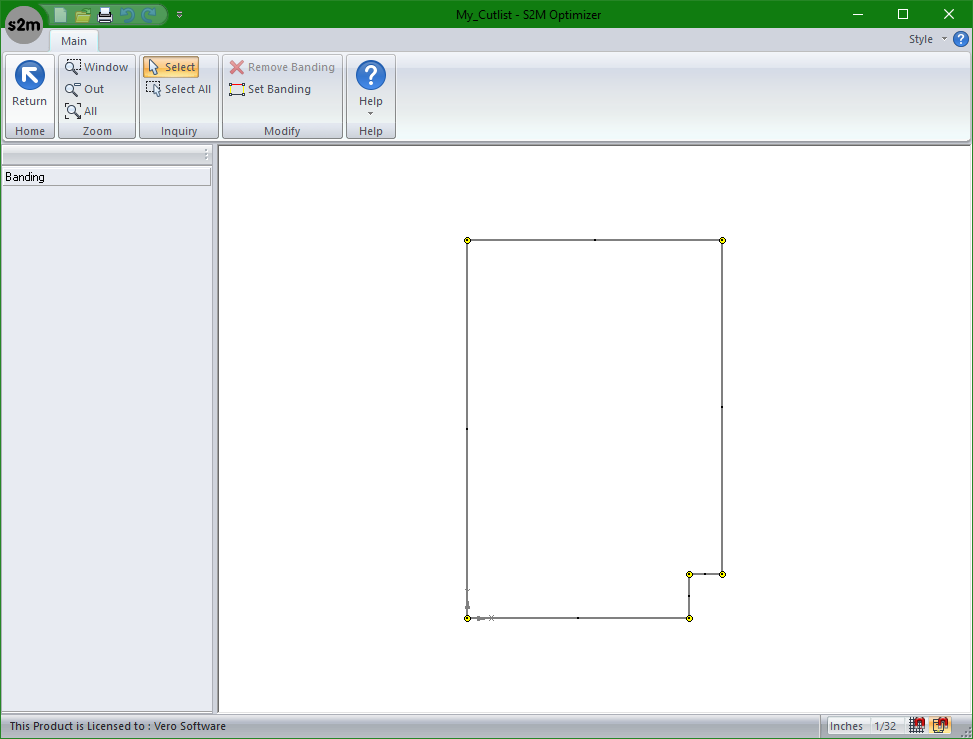 My_Cutlist - S2M Optimizer
s2m
Main
Style
Window
Out
All
Select
Select All
Remove Banding
Set Banding
Return
Help
Home
Zoom
Inquiry
Modify
Help
Banding
X
This Product is Licensed to : Vero Software
Inches
1/32